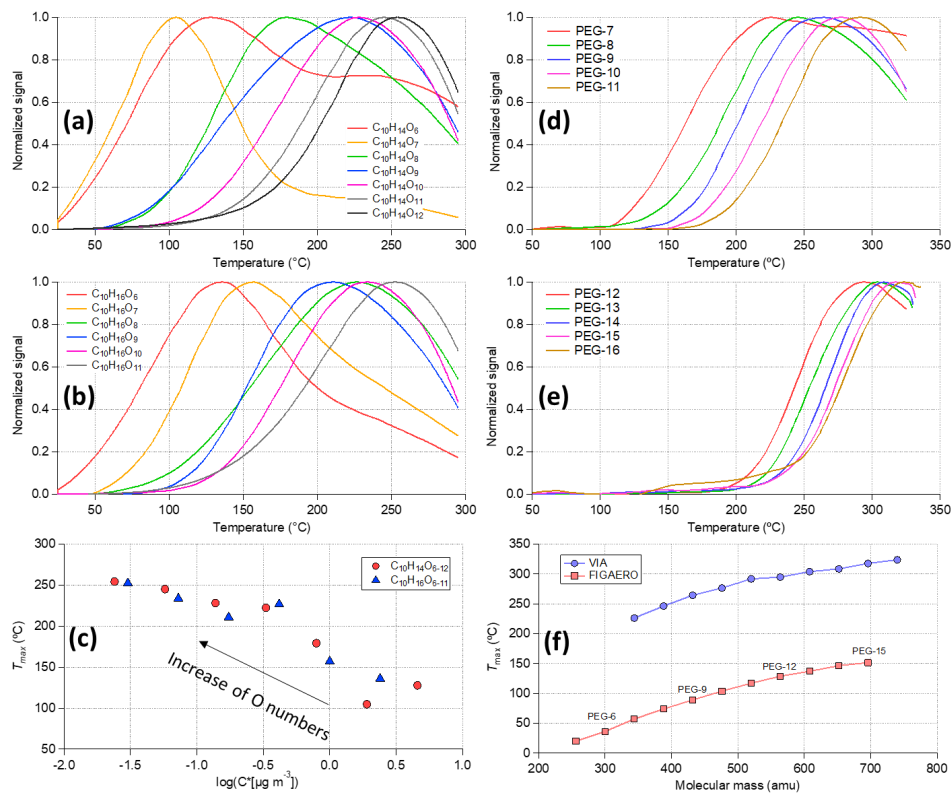 1.0
0.8
0.6
0.4
0.2
0.0
Normalized signal
(a)
C10H14O6
C10H14O7
C10H14O8
C10H14O9
C10H14O10
C10H14O11
C10H14O12
50 100 150 200 250 300
Temperature (°C)
1.0
0.8
0.6
0.4
0.2
0.0
Normalized signal
(d)
PEG-7
PEG-8
PEG-9
PEG-10
PEG-11
50 100 150 200 250 300 350
Temperature (ºC)
1.0
0.8
0.6
0.4
0.2
0.0
Normalized signal
(b)
C10H16O6
C10H16O7
C10H16O8
C10H16O9
C10H16O10
C10H16O11
50 100 150 200 250 300
Temperature (°C)
1.0
0.8
0.6
0.4
0.2
0.0
Normalized signal
(e)
PEG-12
PEG-13
PEG-14
PEG-15
PEG-16
50 100 150 200 250 300 350
Temperature (ºC)
300
250
200
150
100
50
Tmax (ºC)
(c)
C10H14O6-12
C10H16O6-11
Increase of O numbers
-2.0 -1.5 -1.0 -0.5 0.0 0.5 1.0
log(C*[µg m-3)
350
300
250
200
150
100
50
0
Tmax (ºC)
(f)
VIA
FIGAERO
PEG-6
PEG-9
PEG-12
PEG-15
200 300 400 500 600 700 800
Molecular mass (amu)